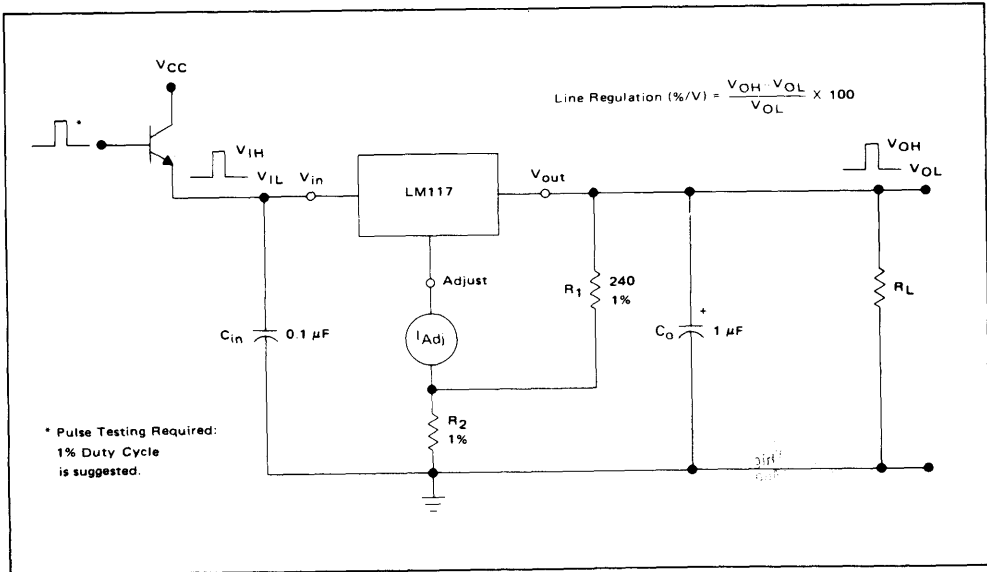 VCC
Line Regulation (%/V) = VOH - VOL / VOL X 100
*
VIH
VIL
Vin
LM117
Vout
VOH
VOL
Adjust
R1
240
1%
RL
Cin
0.1 µF
IAdj
Co
+
1 µF
R2
1%
* Pulse Testing Required:
1% Duty Cycle
is suggested.